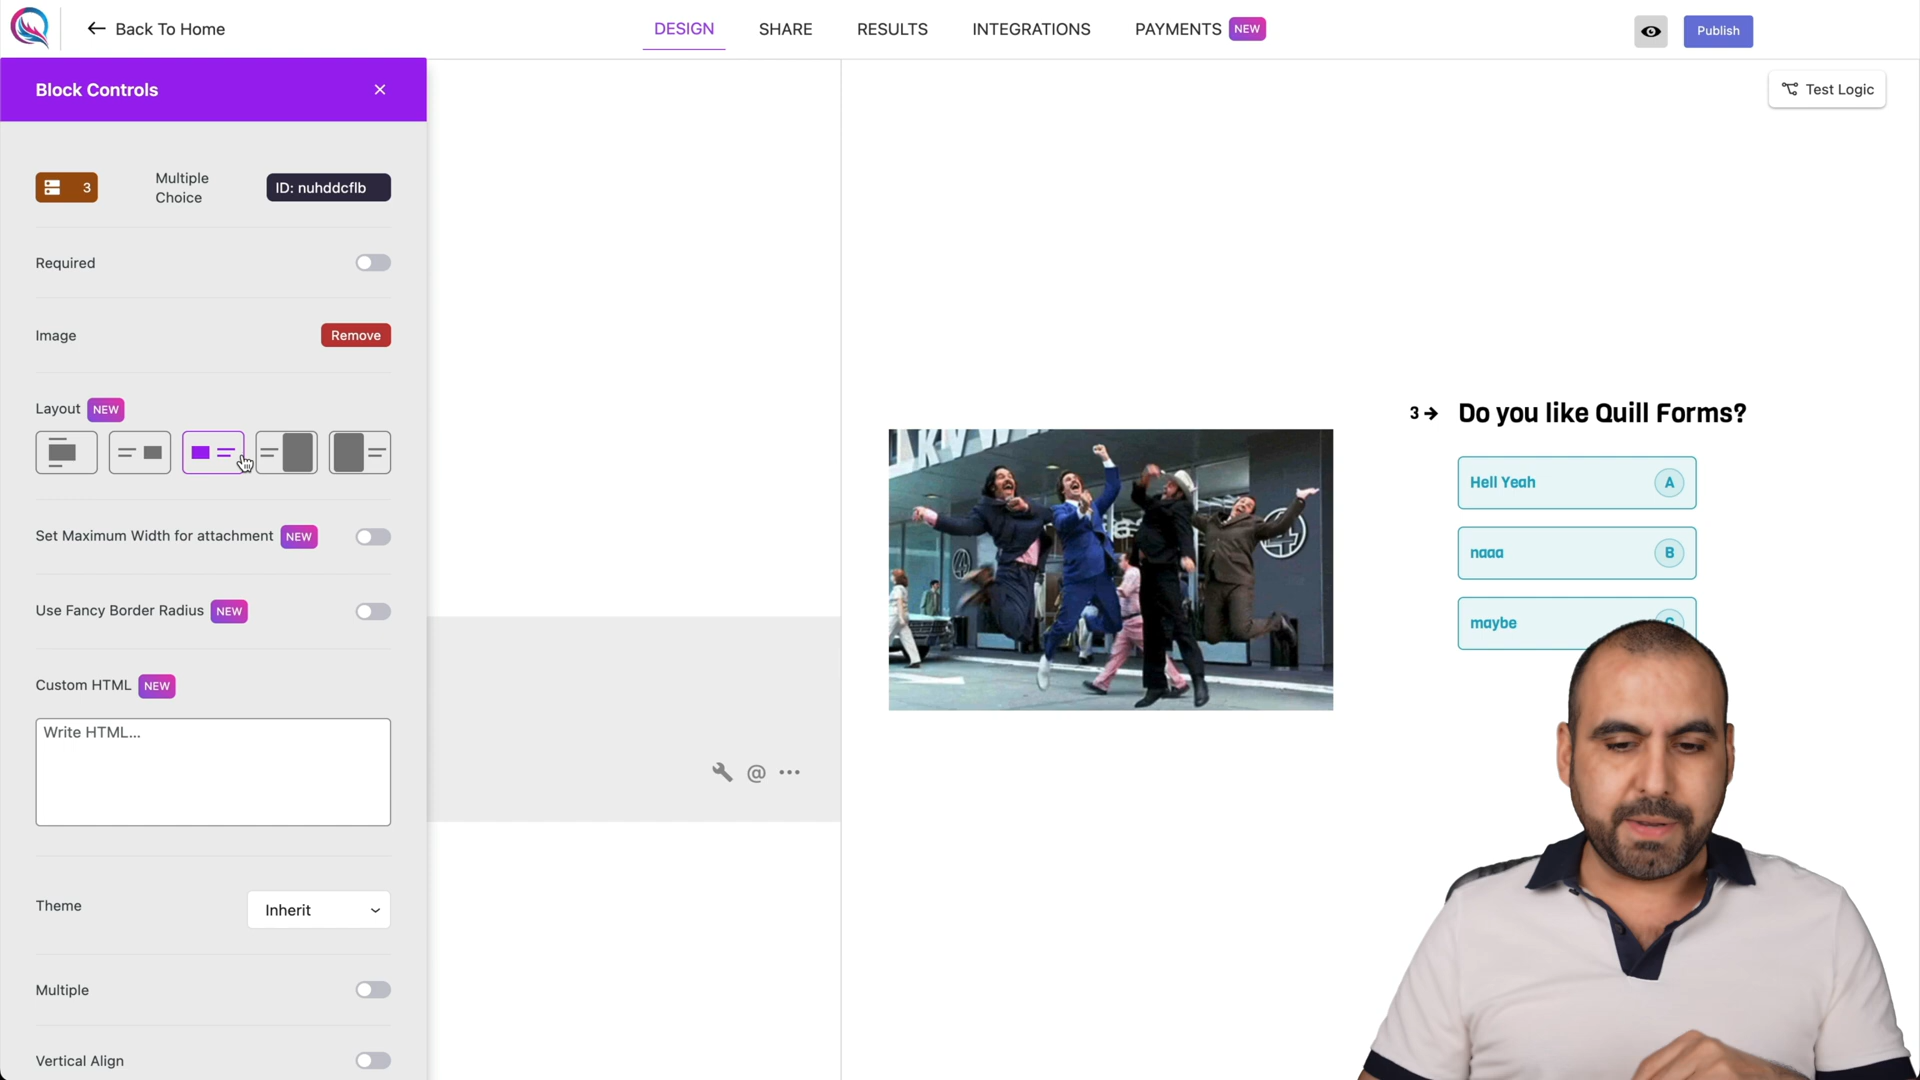 Back To Home
DESIGN
SHARE
RESULTS
INTEGRATIONS
PAYMENTS NEW
Publish
Block Controls
Test Logic
3
Multiple
Choice
ID: nuhddcflb
Required
Image
Remove
Layout NEW
Set Maximum Width for attachment NEW
Use Fancy Border Radius NEW
Custom HTML NEW
Write HTML...
@
Theme
Inherit
Multiple
Vertical Align
3 → Do you like Quill Forms?
Hell Yeah A
naaa B
maybe
4